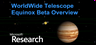 WorldWide Telescope
Equinox Beta Overview
Microsoft
Research